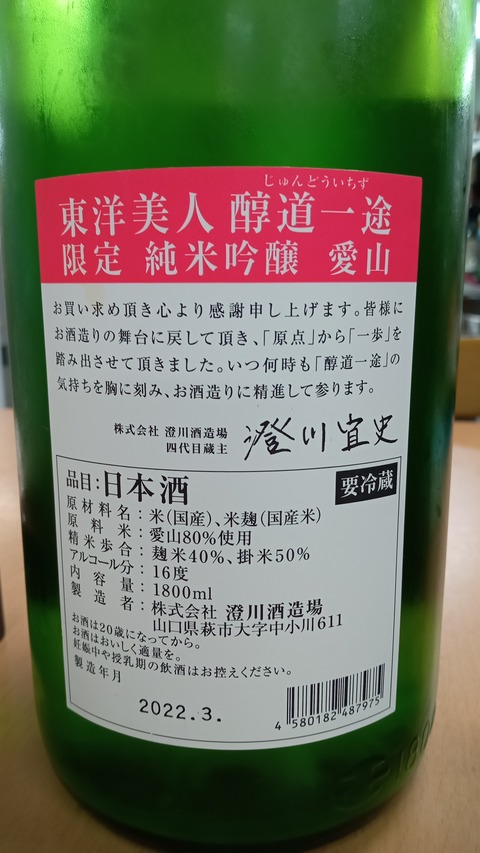 じゅんどういちず
東洋美人 醇道一途
限定 純米吟醸 愛山
お買い求め頂き心より感謝申し上げます。皆様に
お酒造りの舞台に戻して頂き、「原点」から「一歩」を
踏み出させて頂きました。いつ何時も「醇道一途」の
気持ちを胸に刻み、お酒造りに精進して参ります。
株式会社 澄川酒造場
四代目蔵主 澄川宜史
品目:日本酒 要冷蔵
原材料名:米(国産)、米麹(国産米)
原料米:愛山80%使用
精米歩合:麹米40%、掛米50%
アルコール分:16度
内容量:1800ml
製造者:株式会社 澄川酒造場
山口県萩市大字中小川611
お酒は20歳になってから。
お酒はおいしく適量を。
妊娠中や授乳期の飲酒はお控えください。
製造年月
2022.3.
4 580182 487975